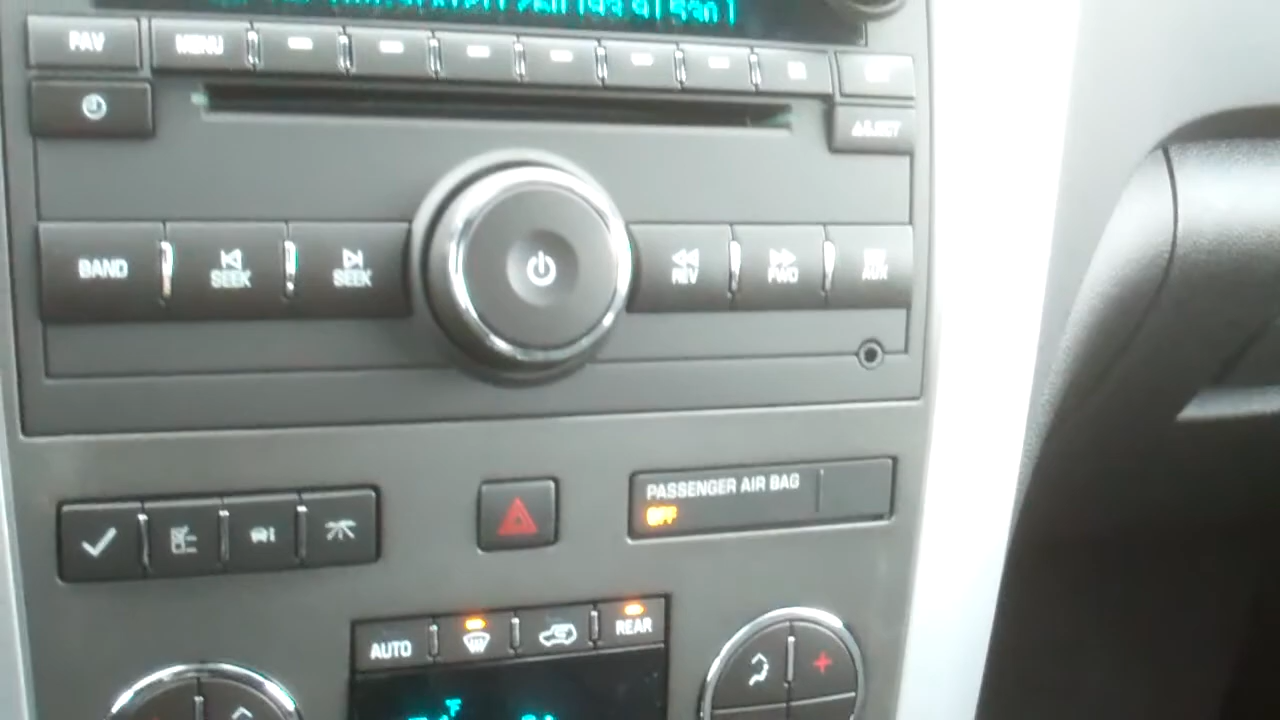 FAV MENU
BAND SEEK SEEK REV FWD AUX
PASSENGER AIR BAG
OFF
AUTO REAR
°F